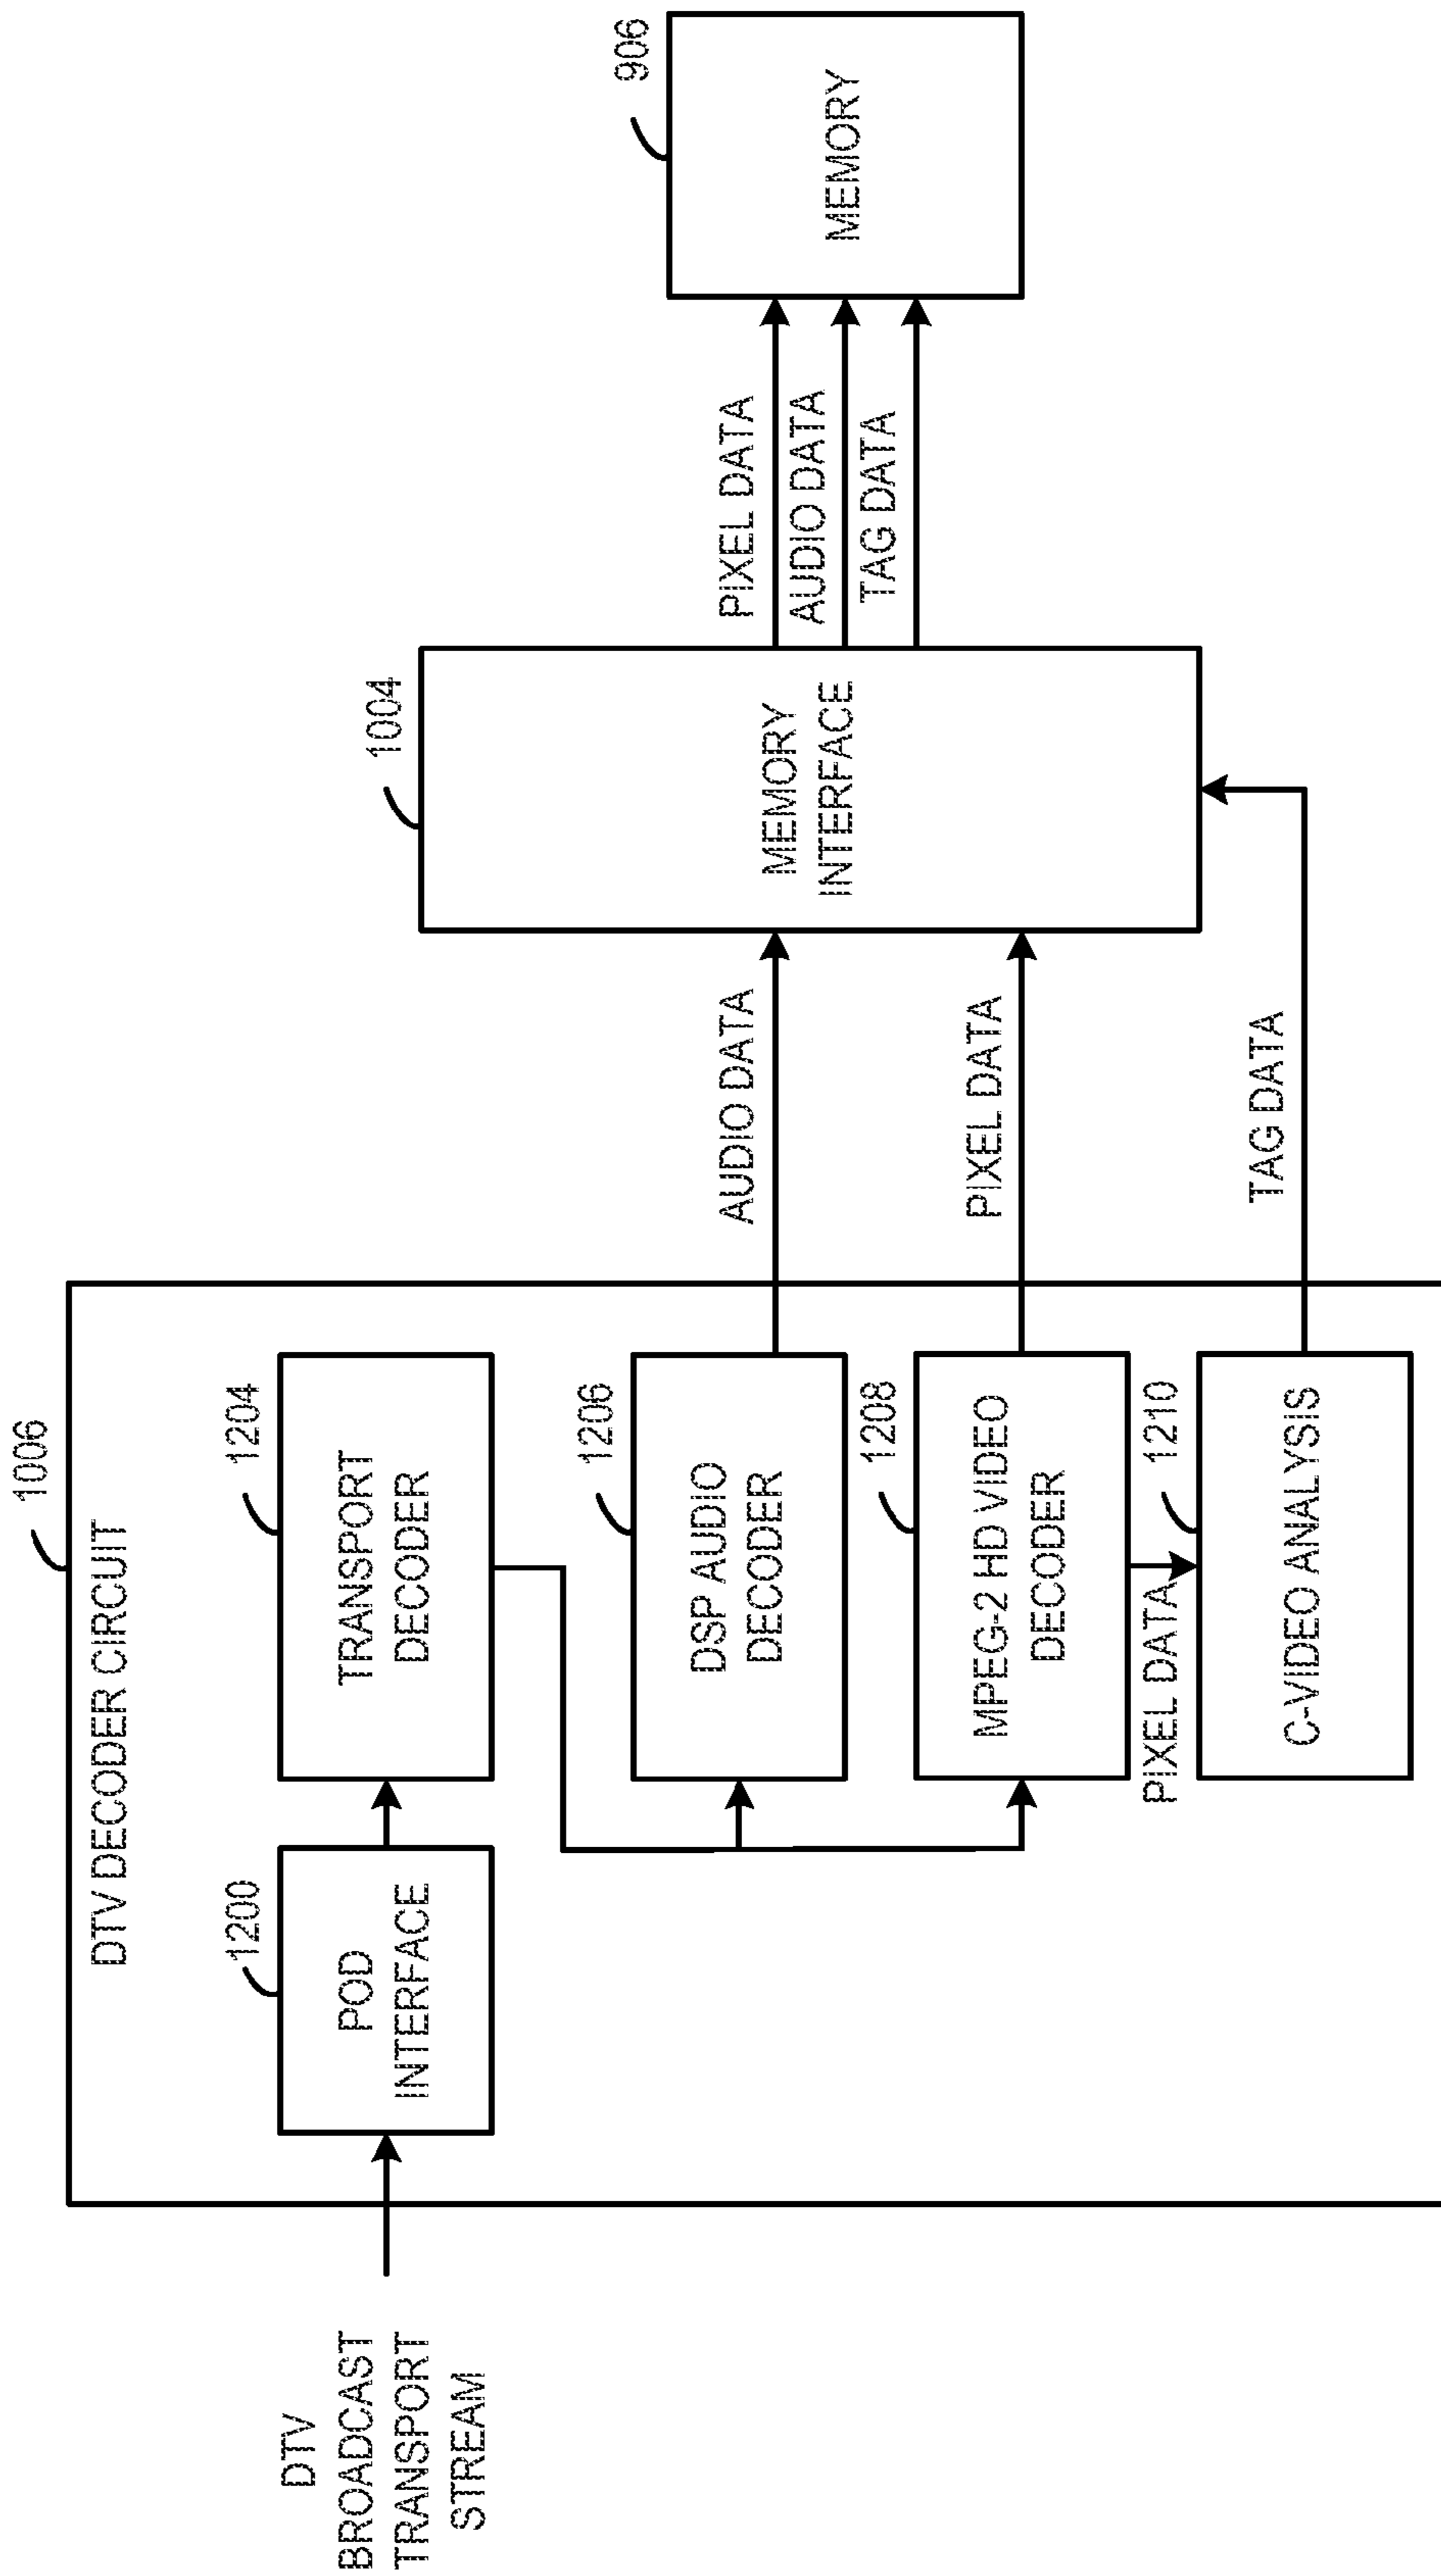 1006
DTV DECODER CIRCUIT
DTV
BROADCAST
TRANSPORT
STREAM
1200
POD
INTERFACE
1204
TRANSPORT
DECODER
1206
DSP AUDIO
DECODER
1208
MPEG-2 HD VIDEO
DECODER
PIXEL DATA
1210
C-VIDEO ANALYSIS
AUDIO DATA
PIXEL DATA
TAG DATA
1004
MEMORY
INTERFACE
PIXEL DATA
AUDIO DATA
TAG DATA
906
MEMORY